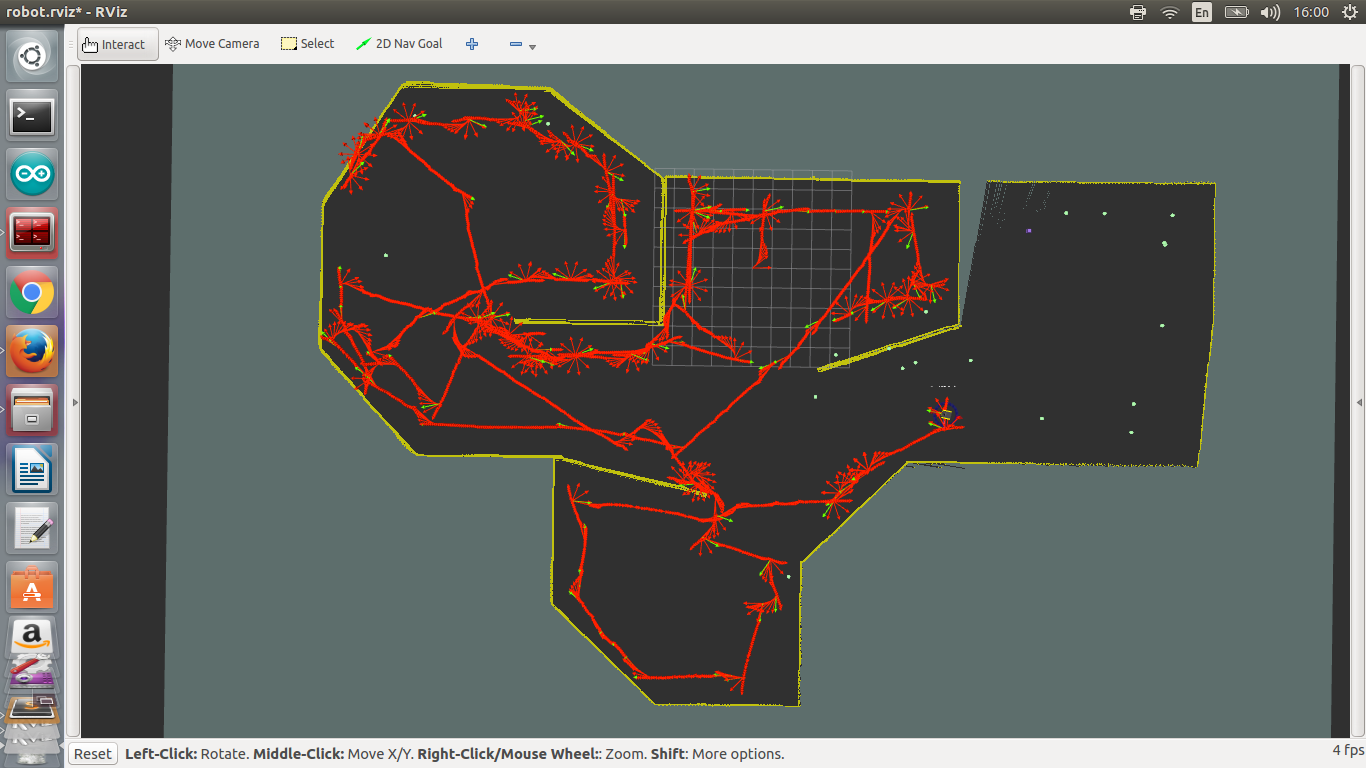 robot.rviz* - RViz
En
16:00
Interact
Move Camera
Select
2D Nav Goal
Reset
Left-Click: Rotate. Middle-Click: Move X/Y. Right-Click/Mouse Wheel:: Zoom. Shift: More options.
4 fps